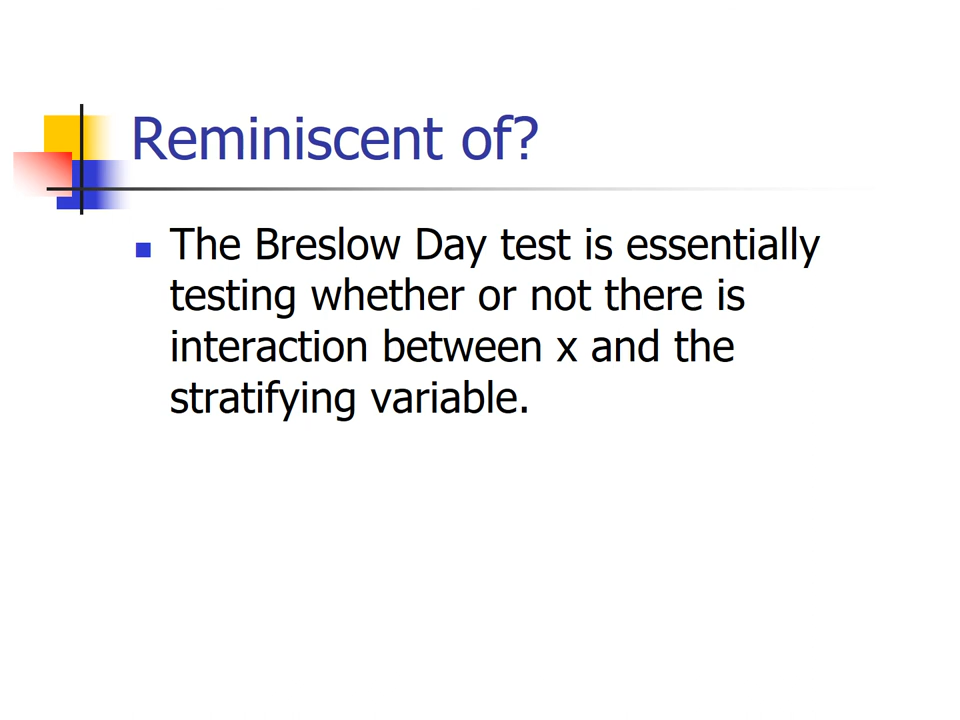 Reminiscent of?
The Breslow Day test is essentially
testing whether or not there is
interaction between x and the
stratifying variable.